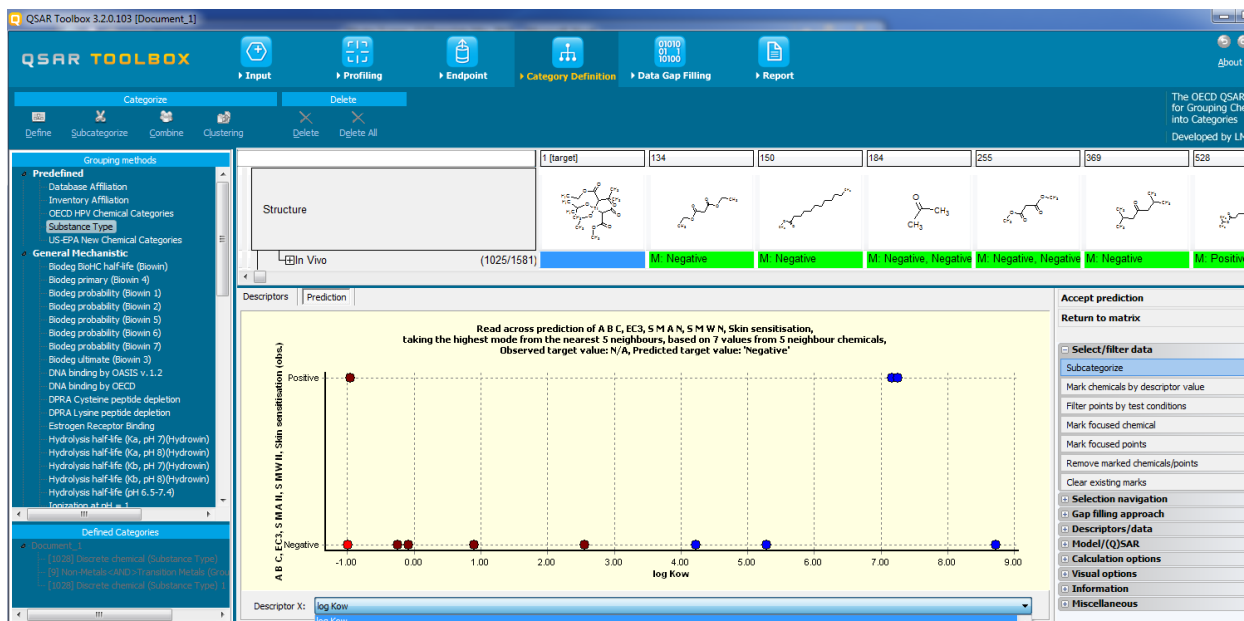 QSAR Toolbox 3.2.0.103 [Document_1]
QSAR TOOLBOX
Input
Profiling
Endpoint
Category Definition
Data Gap Filling
Report
01010
01 1
10100
About
Categorize
Delete
Define
Subcategorize
Combine
Clustering
Delete
Delete All
The OECD QSAR
for Grouping Che
into Categories
Developed by LM
Grouping methods
Predefined
Database Affiliation
Inventory Affiliation
OECD HPV Chemical Categories
Substance Type
US-EPA New Chemical Categories
General Mechanistic
Biodeg BioHC half-life (Biowin)
Biodeg primary (Biowin 4)
Biodeg probability (Biowin 1)
Biodeg probability (Biowin 2)
Biodeg probability (Biowin 5)
Biodeg probability (Biowin 6)
Biodeg probability (Biowin 7)
Biodeg ultimate (Biowin 3)
DNA binding by OASIS v.1.2
DNA binding by OECD
DPRA Cysteine peptide depletion
DPRA Lysine peptide depletion
Estrogen Receptor Binding
Hydrolysis half-life (Ka, pH 7)(Hydrowin)
Hydrolysis half-life (Ka, pH 8)(Hydrowin)
Hydrolysis half-life (Kb, pH 7)(Hydrowin)
Hydrolysis half-life (Kb, pH 8)(Hydrowin)
Hydrolysis half-life (pH 6.5-7.4)
Ionization at pH = 1
Defined Categories
Document_1
[1028] Discrete chemical (Substance Type)
[9] Non-Metals<AND>Transition Metals (Grou
[1028] Discrete chemical (Substance Type) 1
1 [target]
134
150
184
255
369
528
Structure
In Vivo (1025/1581)
M: Negative
M: Negative
M: Negative, Negative
M: Negative, Negative
M: Negative
M: Positive
Descriptors
Prediction
Read across prediction of A B C, EC3, S M A N, S M W N, Skin sensitisation,
taking the highest mode from the nearest 5 neighbours, based on 7 values from 5 neighbour chemicals,
Observed target value: N/A, Predicted target value: 'Negative'
A B C, EC3, S M A N, S M W N, Skin sensitisation (obs.)
Positive
Negative
-1.00 0.00 1.00 2.00 3.00 4.00 5.00 6.00 7.00 8.00 9.00
log Kow
Descriptor X:
log Kow
log Kow
Accept prediction
Return to matrix
Select/filter data
Subcategorize
Mark chemicals by descriptor value
Filter points by test conditions
Mark focused chemical
Mark focused points
Remove marked chemicals/points
Clear existing marks
Selection navigation
Gap filling approach
Descriptors/data
Model/(Q)SAR
Calculation options
Visual options
Information
Miscellaneous